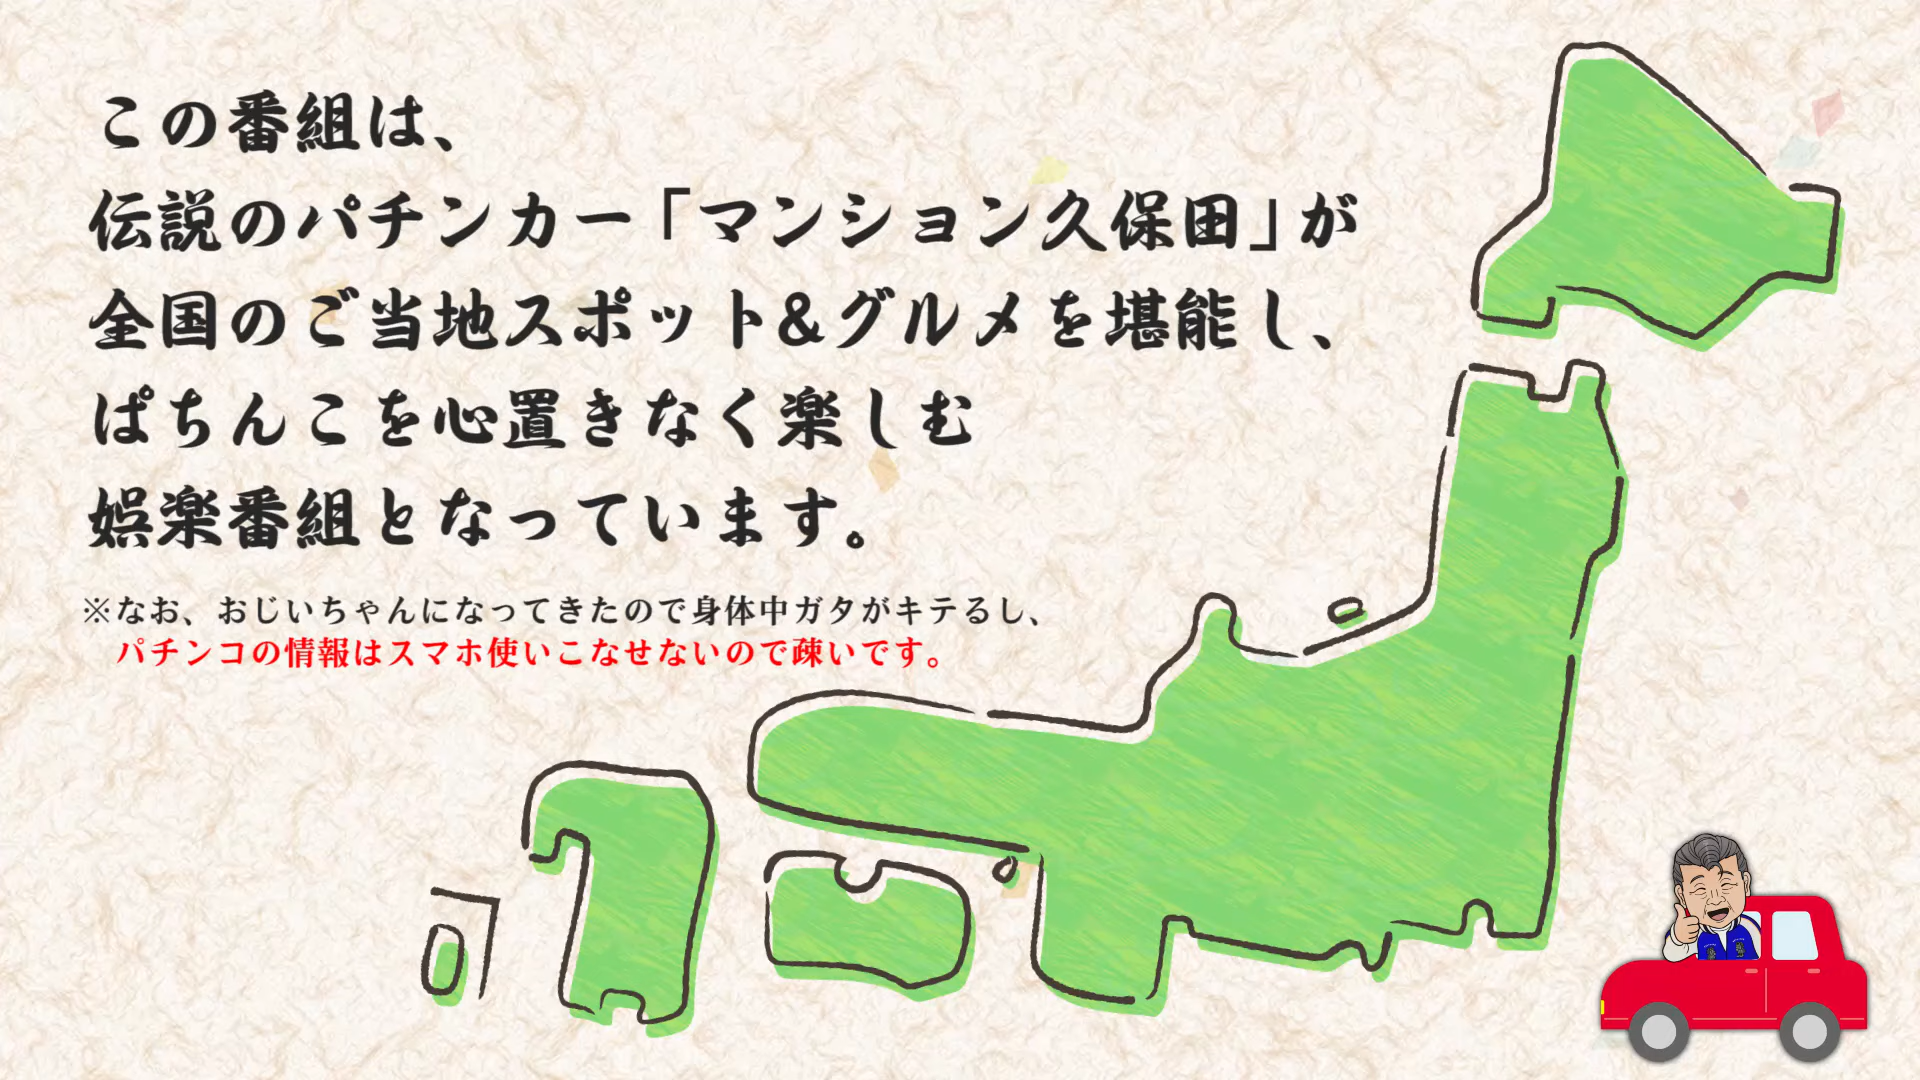 この番組は、
伝説のパチンカー「マンション久保田」が
全国のご当地スポット&グルメを堪能し、
ぱちんこを心置きなく楽しむ
娯楽番組となっています。
※なお、おじいちゃんになってきたので身体中ガタがキテるし、
パチンコの情報はスマホ使いこなせないので疎いです。